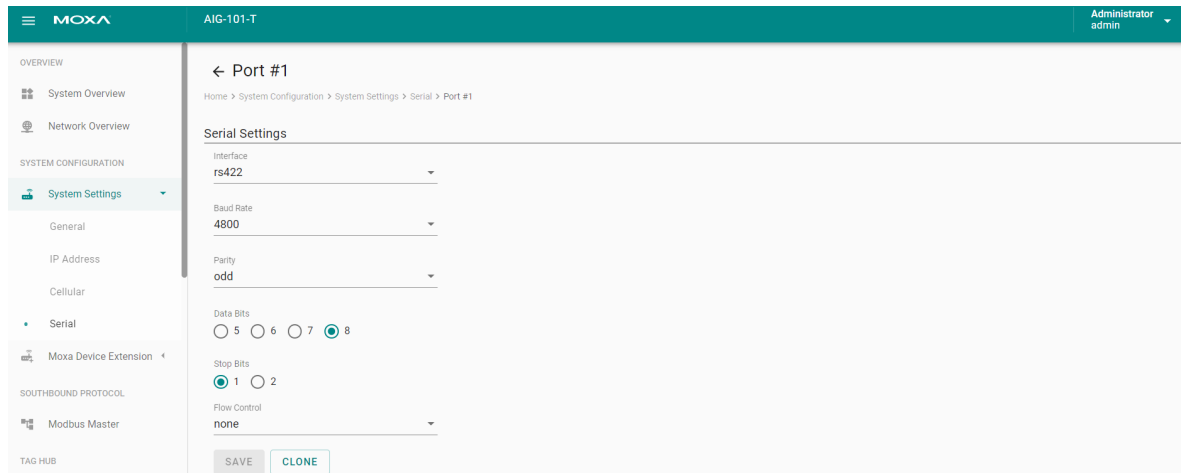 MOXA
AIG-101-T
Administrator
admin
OVERVIEW
System Overview
Network Overview
SYSTEM CONFIGURATION
System Settings
General
IP Address
Cellular
Serial
Moxa Device Extension
SOUTHBOUND PROTOCOL
Modbus Master
TAG HUB
Port #1
Home > System Configuration > System Settings > Serial > Port #1
Serial Settings
Interface
rs422
Baud Rate
4800
Parity
odd
Data Bits
5 6 7 8
Stop Bits
1 2
Flow Control
none
SAVE CLONE